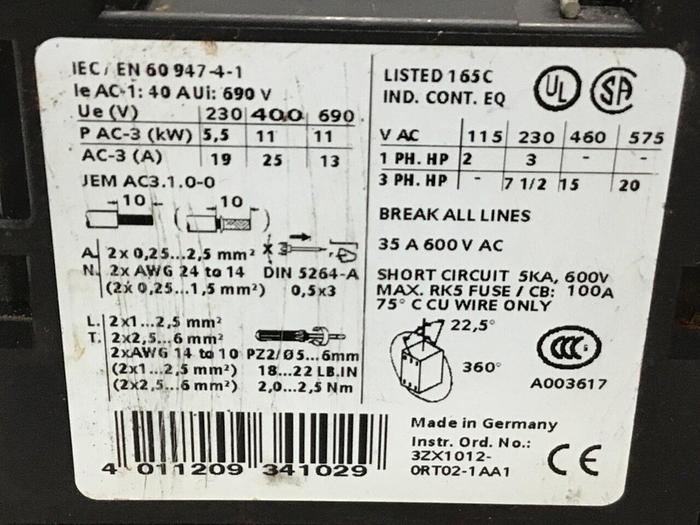 IEC / EN 60 947-4-1
Ie AC-1: 40 A Ui: 690 V
Ue (V) 230 400 690
P AC-3 (kW) 5,5 11 11
AC-3 (A) 19 25 13
JEM AC3.1.0-0
10 ( 10 )
A. 2x 0,25...2,5 mm²
N. 2x AWG 24 to 14 DIN 5264-A
(2x 0,25...1,5 mm²) 0,5x3
L. 2x1...2,5 mm²
T. 2x2,5...6 mm²
2xAWG 14 to 10 PZ2/Ø5...6mm
(2x1...2,5 mm²) 18...22 LB.IN
(2x2,5...6 mm²) 2,0...2,5 Nm
4 011209 341029
LISTED 165C
IND. CONT. EQ
UL SA
V AC 115 230 460 575
1 PH. HP 2 3 - -
3 PH. HP - 7 1/2 15 20
BREAK ALL LINES
35 A 600 V AC
SHORT CIRCUIT 5KA, 600V
MAX. RK5 FUSE / CB: 100A
75° C CU WIRE ONLY
22,5°
360°
CCC
A003617
Made in Germany
Instr. Ord. No.:
3ZX1012-
0RT02-1AA1
CE